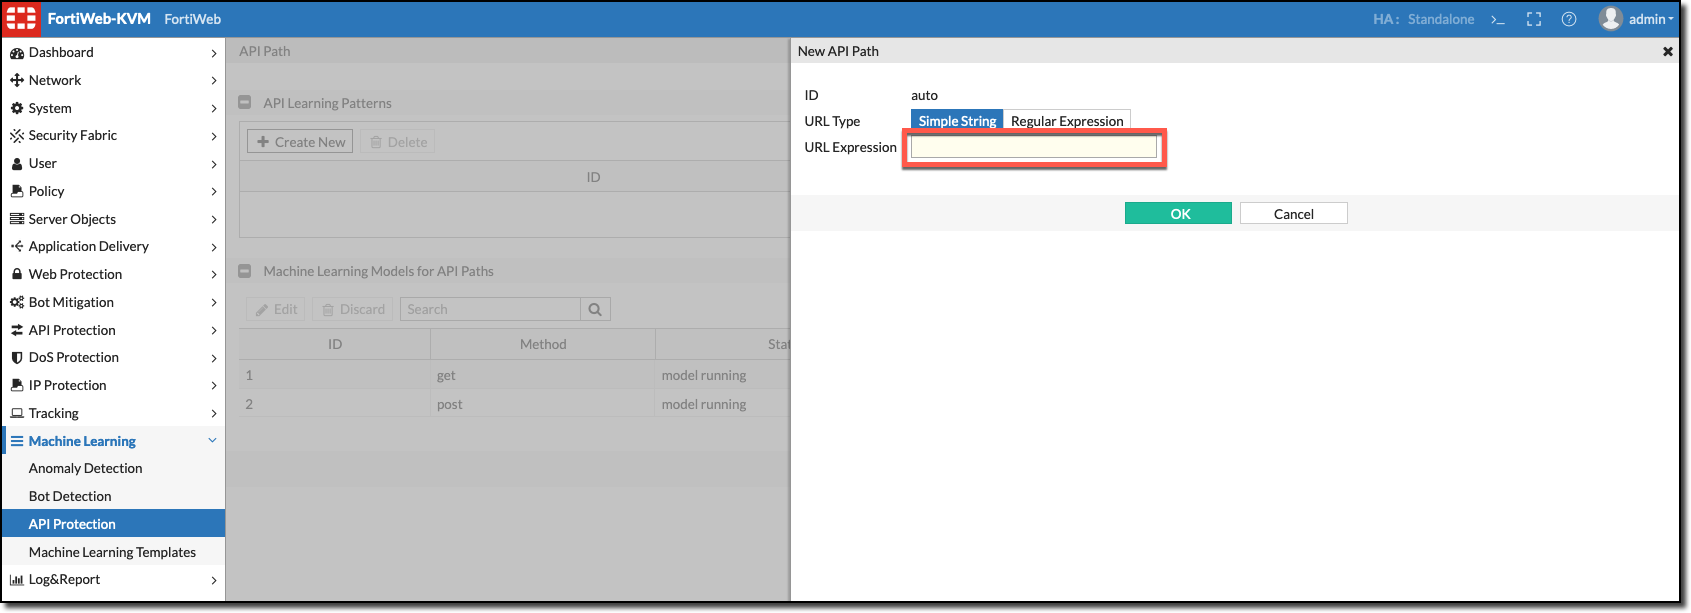 FortiWeb-KVM FortiWeb
HA: Standalone >_ admin
Dashboard
Network
System
Security Fabric
User
Policy
Server Objects
Application Delivery
Web Protection
Bot Mitigation
API Protection
DoS Protection
IP Protection
Tracking
Machine Learning
Anomaly Detection
Bot Detection
API Protection
Machine Learning Templates
Log&Report
API Path
API Learning Patterns
Create New Delete
ID
Machine Learning Models for API Paths
Edit Discard Search
ID Method Stat
1 get model running
2 post model running
New API Path
ID auto
URL Type Simple String Regular Expression
URL Expression
OK Cancel